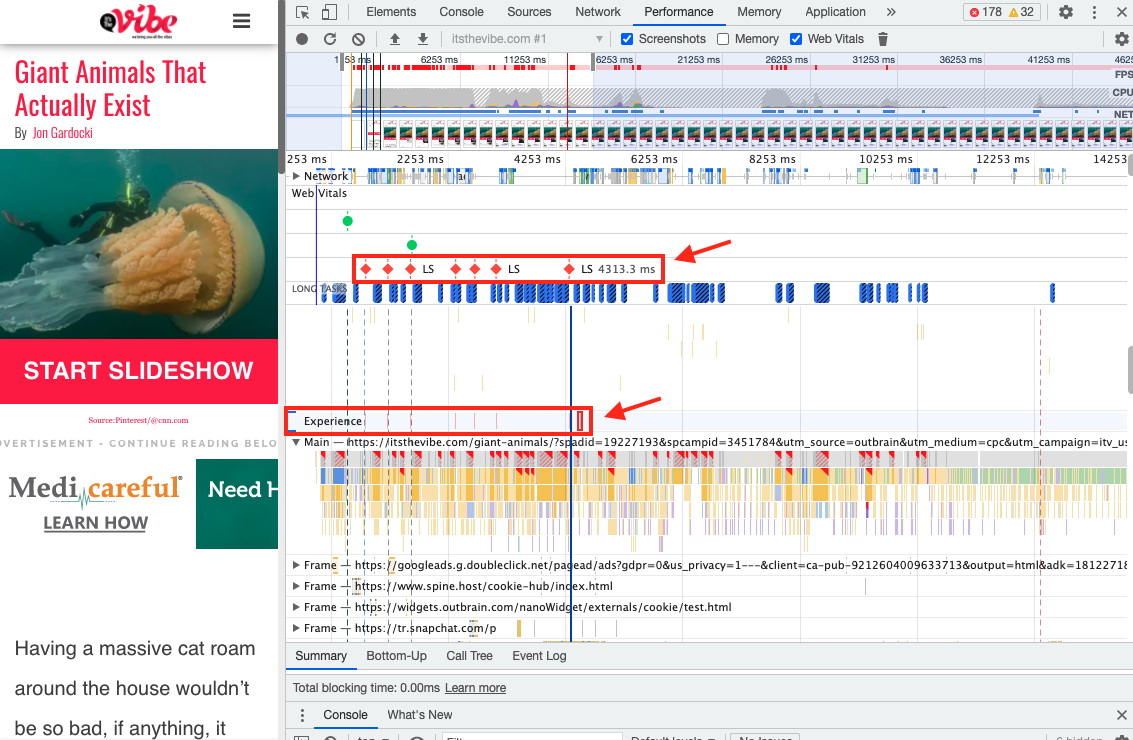 the Vibe
we bring you all the vibes
Giant Animals That
Actually Exist
By Jon Gardocki
START SLIDESHOW
Source:Pinterest/@cnn.com
ADVERTISEMENT - CONTINUE READING BELO
Medicareful
LEARN HOW
Need H
Having a massive cat roam
around the house wouldn't
be so bad, if anything, it
Elements Console Sources Network Performance Memory Application » 178 32
itsthevibe.com #1 Screenshots Memory Web Vitals
53 ms 6253 ms 11253 ms 6253 ms 21253 ms 26253 ms 31253 ms 36253 ms 41253 ms 4625
FPS
CPU
NET
253 ms 2253 ms 4253 ms 6253 ms 8253 ms 10253 ms 12253 ms 14253
Network
Web Vitals
LS LS LS 4313.3 ms
LONG TASKS
Experience
Main — https://itsthevibe.com/giant-animals/?spadid=19227193&spcampid=3451784&utm_source=outbrain&utm_medium=cpc&utm_campaign=itv_us
Frame — https://googleads.g.doubleclick.net/pagead/ads?gdpr=0&us_privacy=1---&client=ca-pub-9212604009633713&output=html&adk=18122718
Frame — https://www.spine.host/cookie-hub/index.html
Frame — https://widgets.outbrain.com/nanoWidget/externals/cookie/test.html
Frame — https://tr.snapchat.com/p
Summary Bottom-Up Call Tree Event Log
Total blocking time: 0.00ms Learn more
Console What's New